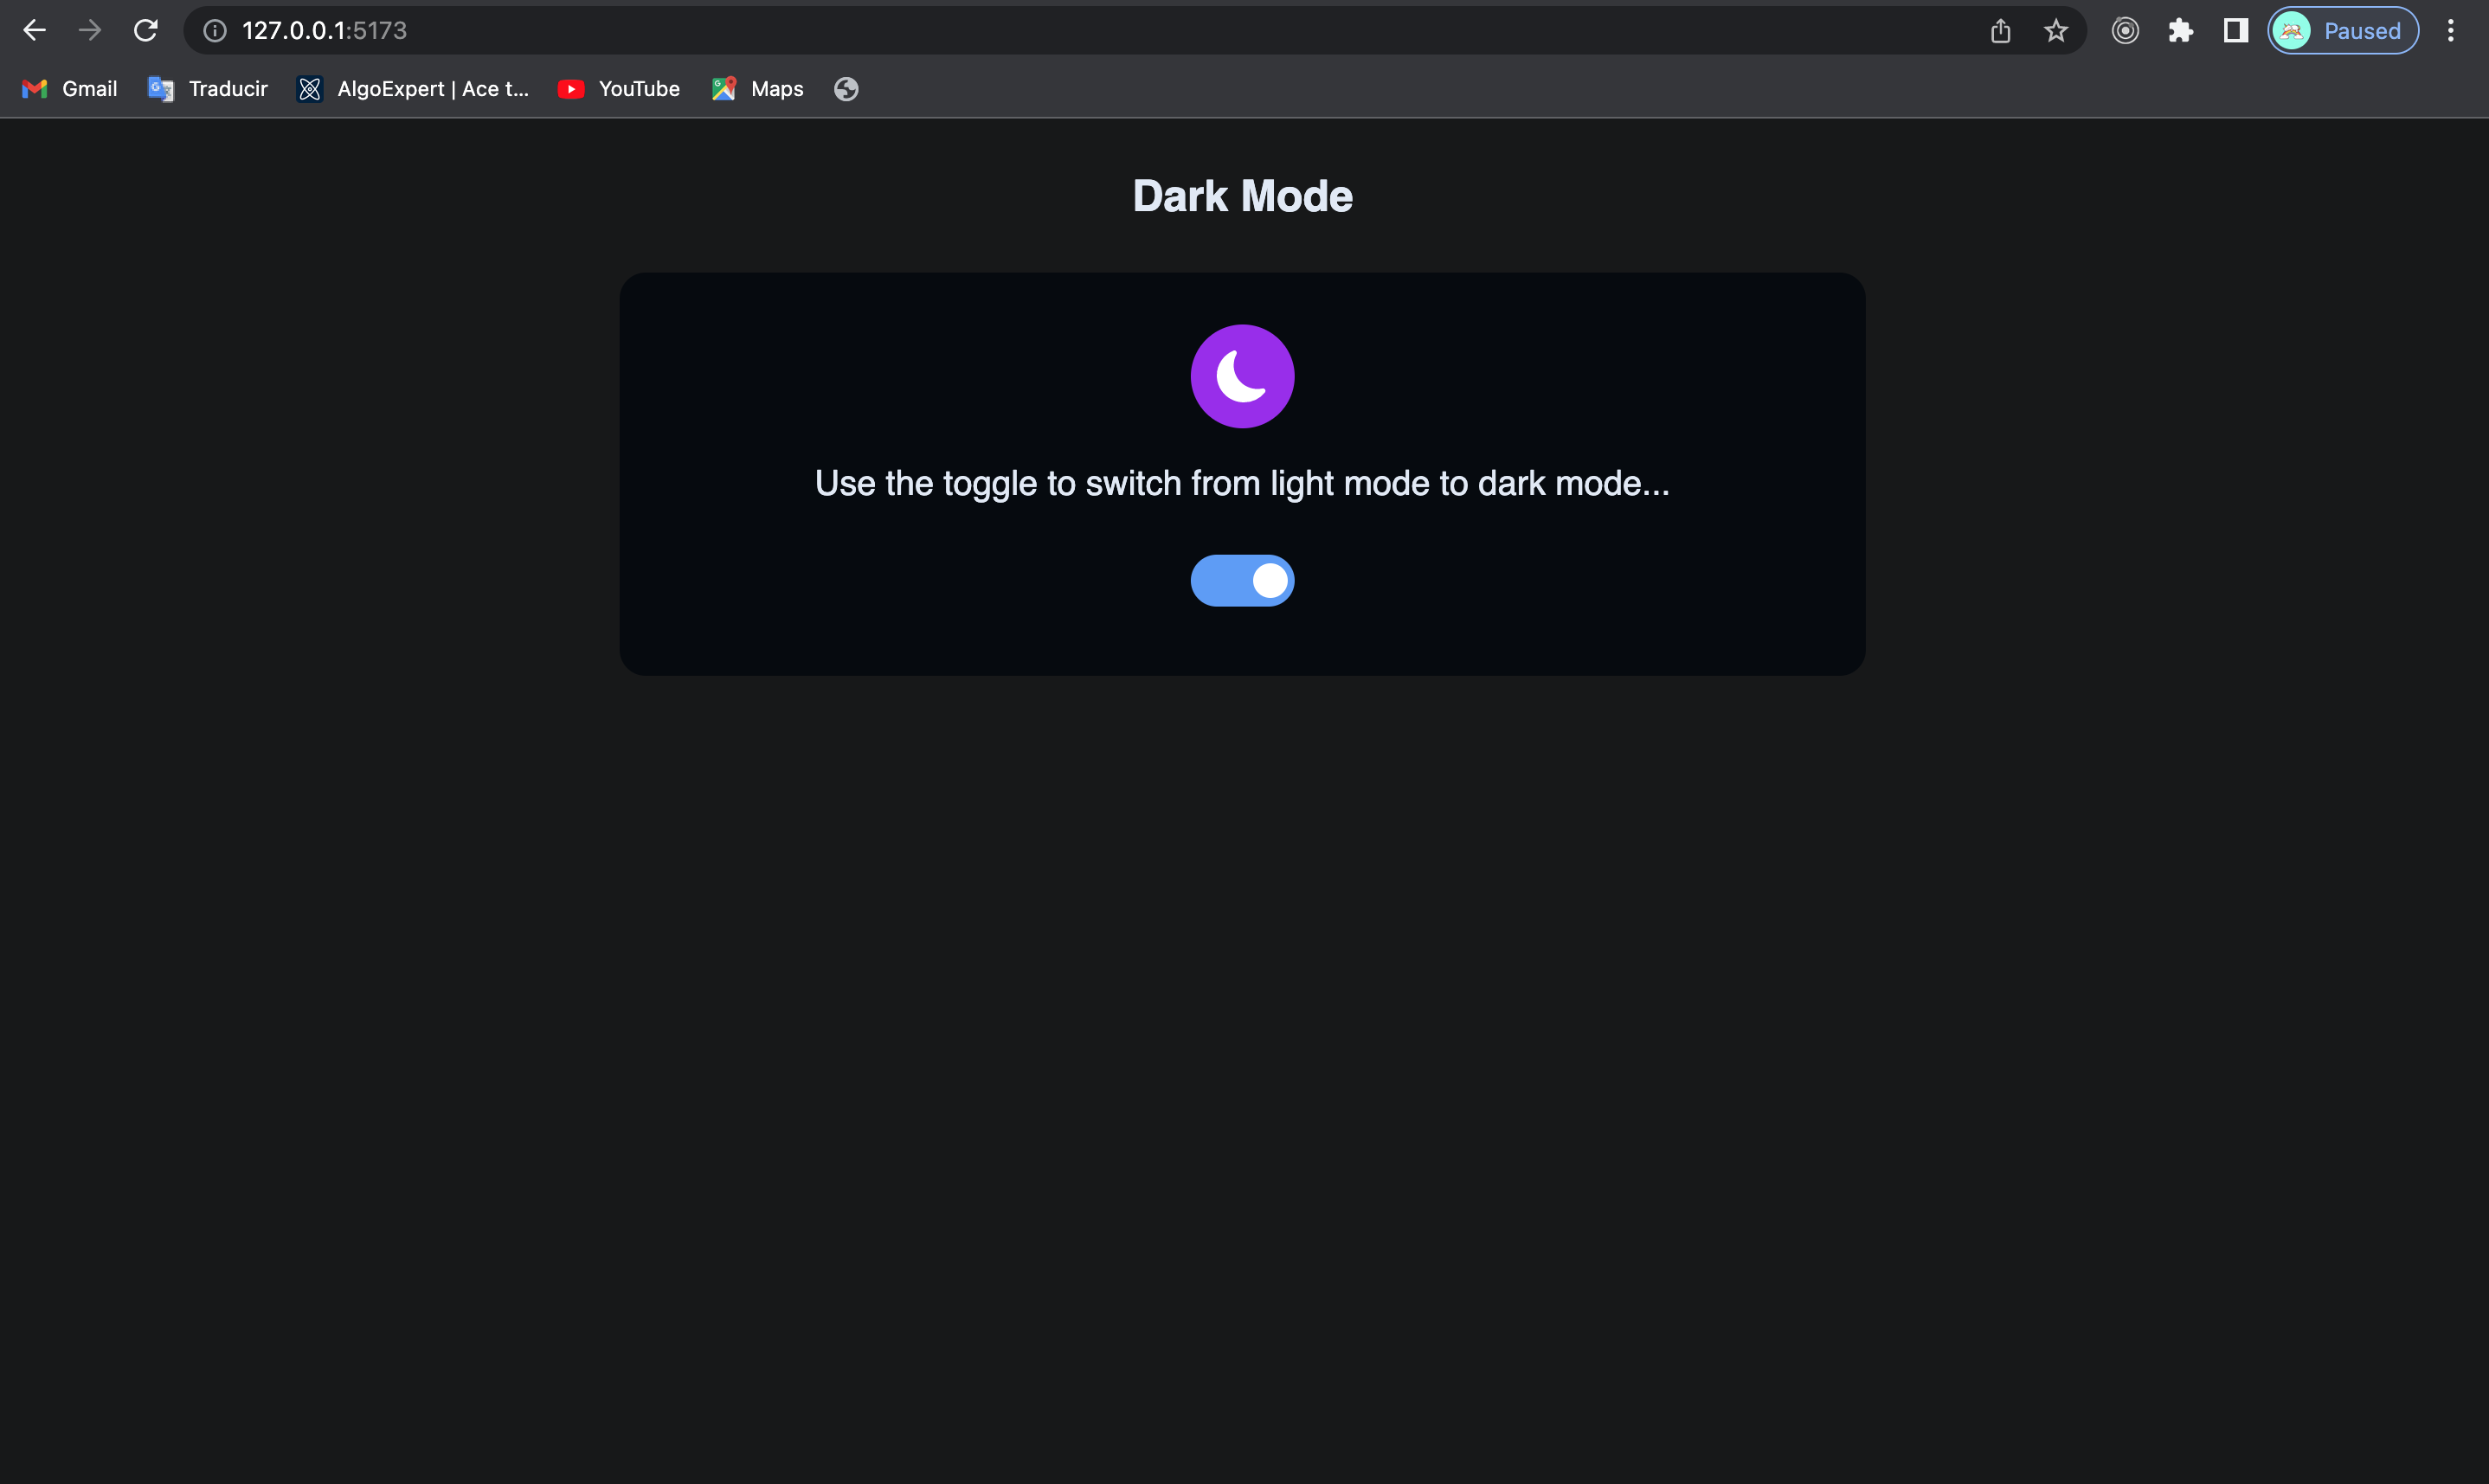 127.0.0.1:5173
Paused
Gmail
Traducir
AlgoExpert | Ace t...
YouTube
Maps
Dark Mode
Use the toggle to switch from light mode to dark mode...